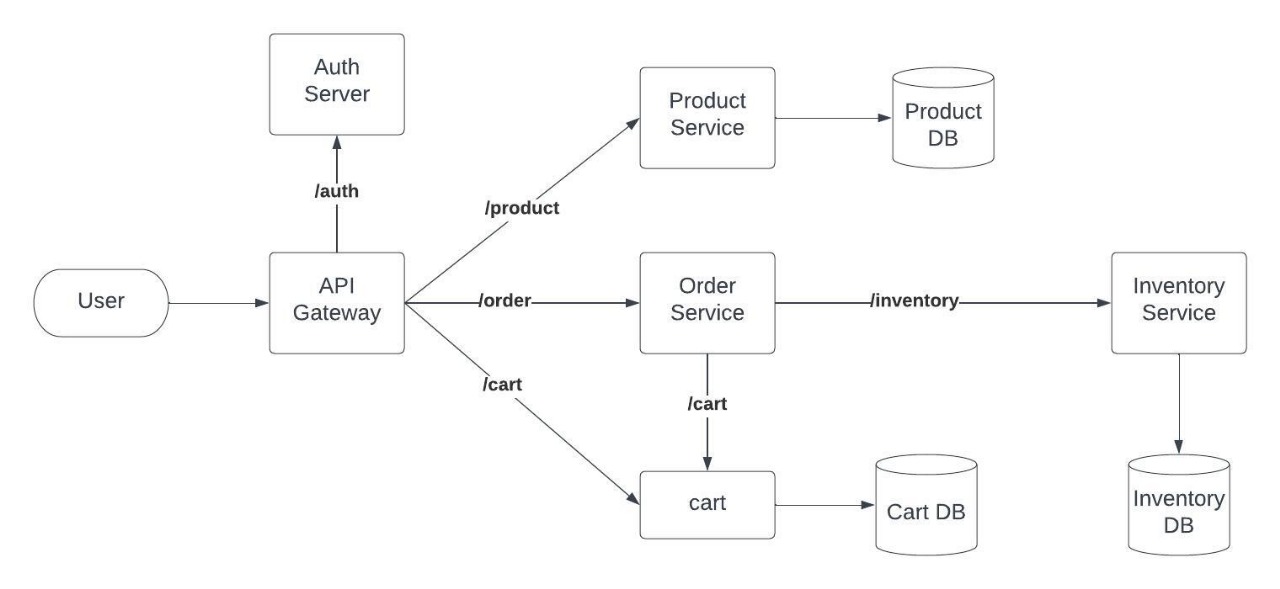 Auth
Server
Product
Service
Product
DB
/auth
/product
User
API
Gateway
/order
Order
Service
/inventory
Inventory
Service
/cart
/cart
cart
Cart DB
Inventory
DB